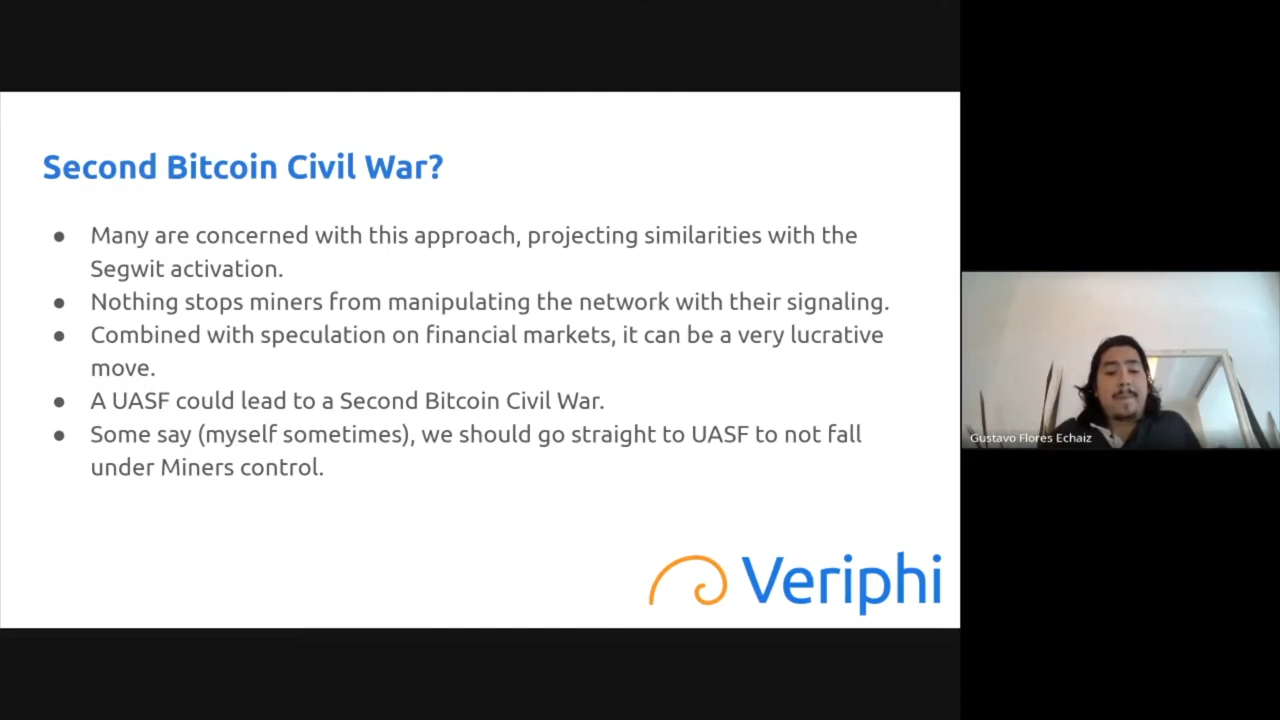 Second Bitcoin Civil War?
● Many are concerned with this approach, projecting similarities with the
Segwit activation.
● Nothing stops miners from manipulating the network with their signaling.
● Combined with speculation on financial markets, it can be a very lucrative
move.
● A UASF could lead to a Second Bitcoin Civil War.
● Some say (myself sometimes), we should go straight to UASF to not fall
under Miners control.
Veriphi
Gustavo Flores Echaiz